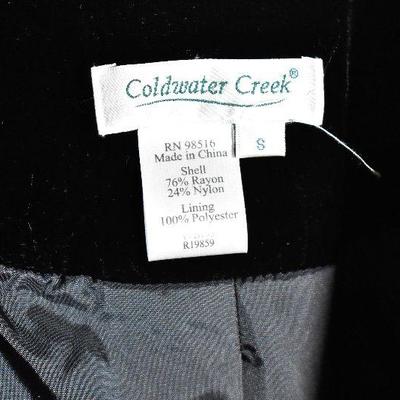 Coldwater Creek®
S
RN 98516
Made in China
Shell
76% Rayon
24% Nylon
Lining
100% Polyester
R19859